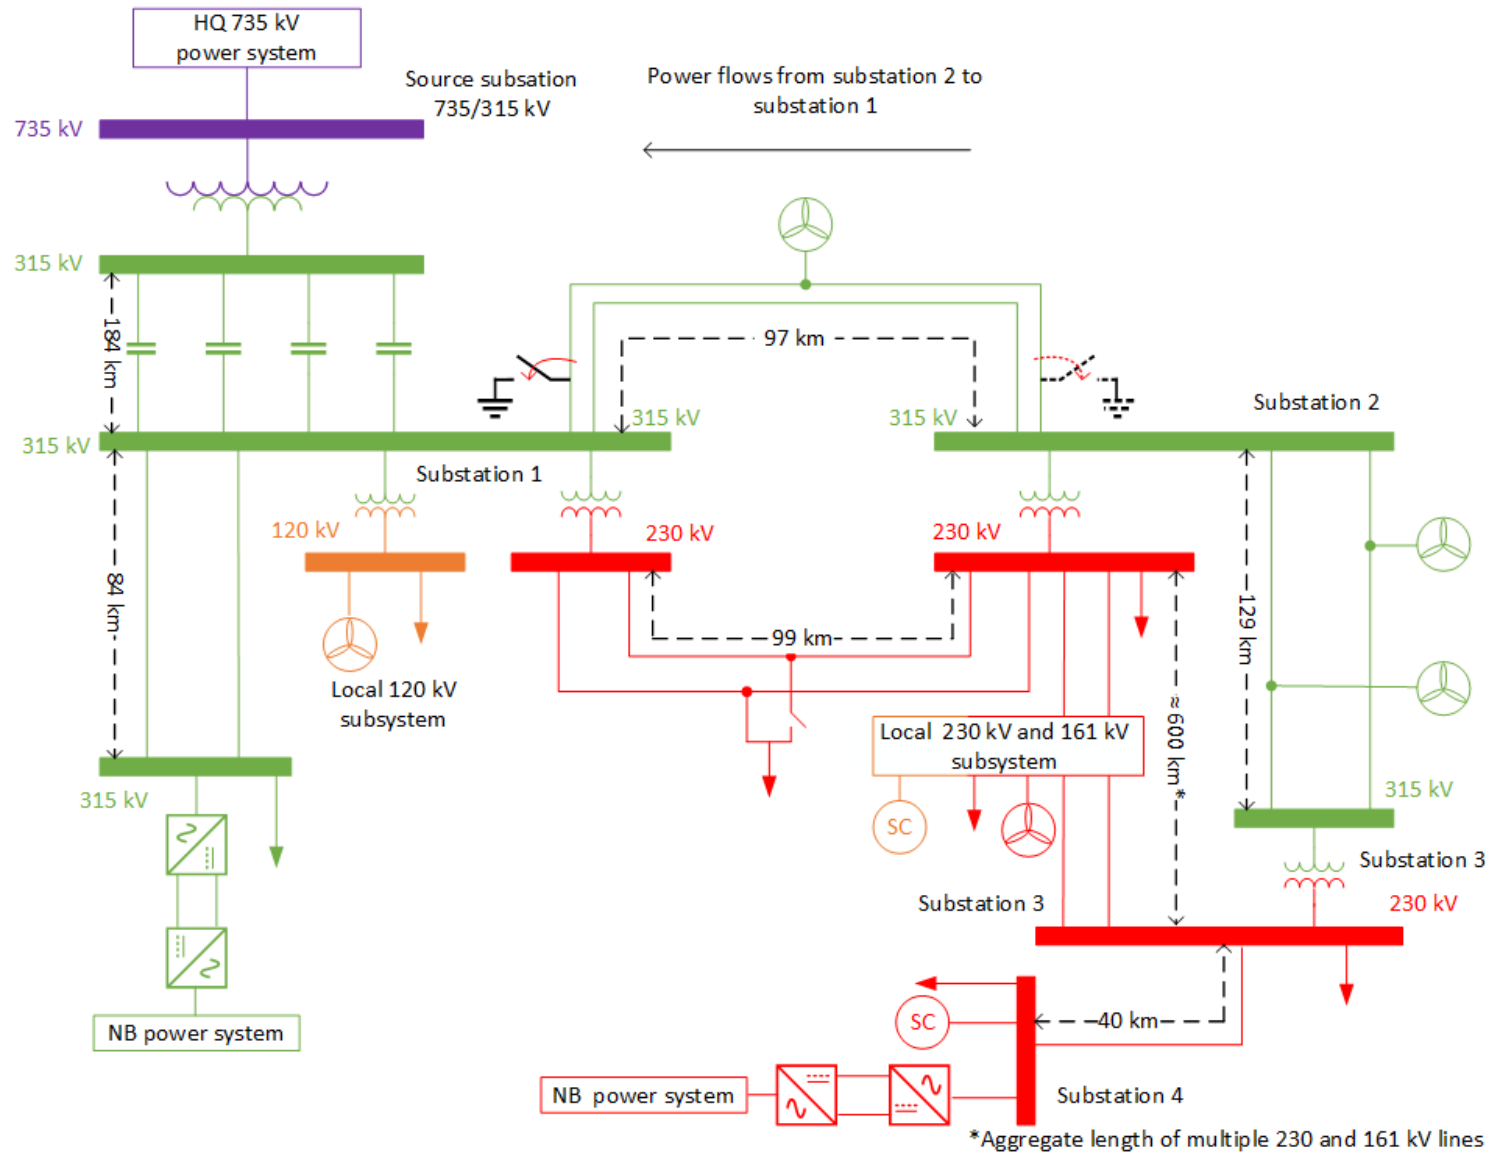 HQ 735 kV
power system
Source subsation
735/315 kV
Power flows from substation 2 to
substation 1
735 kV
315 kV
184 km
97 km
315 kV
315 kV
Substation 2
315 kV
Substation 1
120 kV
230 kV
230 kV
84 km
99 km
129 km
≈ 600 km*
Local 120 kV
subsystem
Local 230 kV and 161 kV
subsystem
315 kV
315 kV
SC
Substation 3
Substation 3
230 kV
SC
40 km
NB power system
NB power system
Substation 4
*Aggregate length of multiple 230 and 161 kV lines